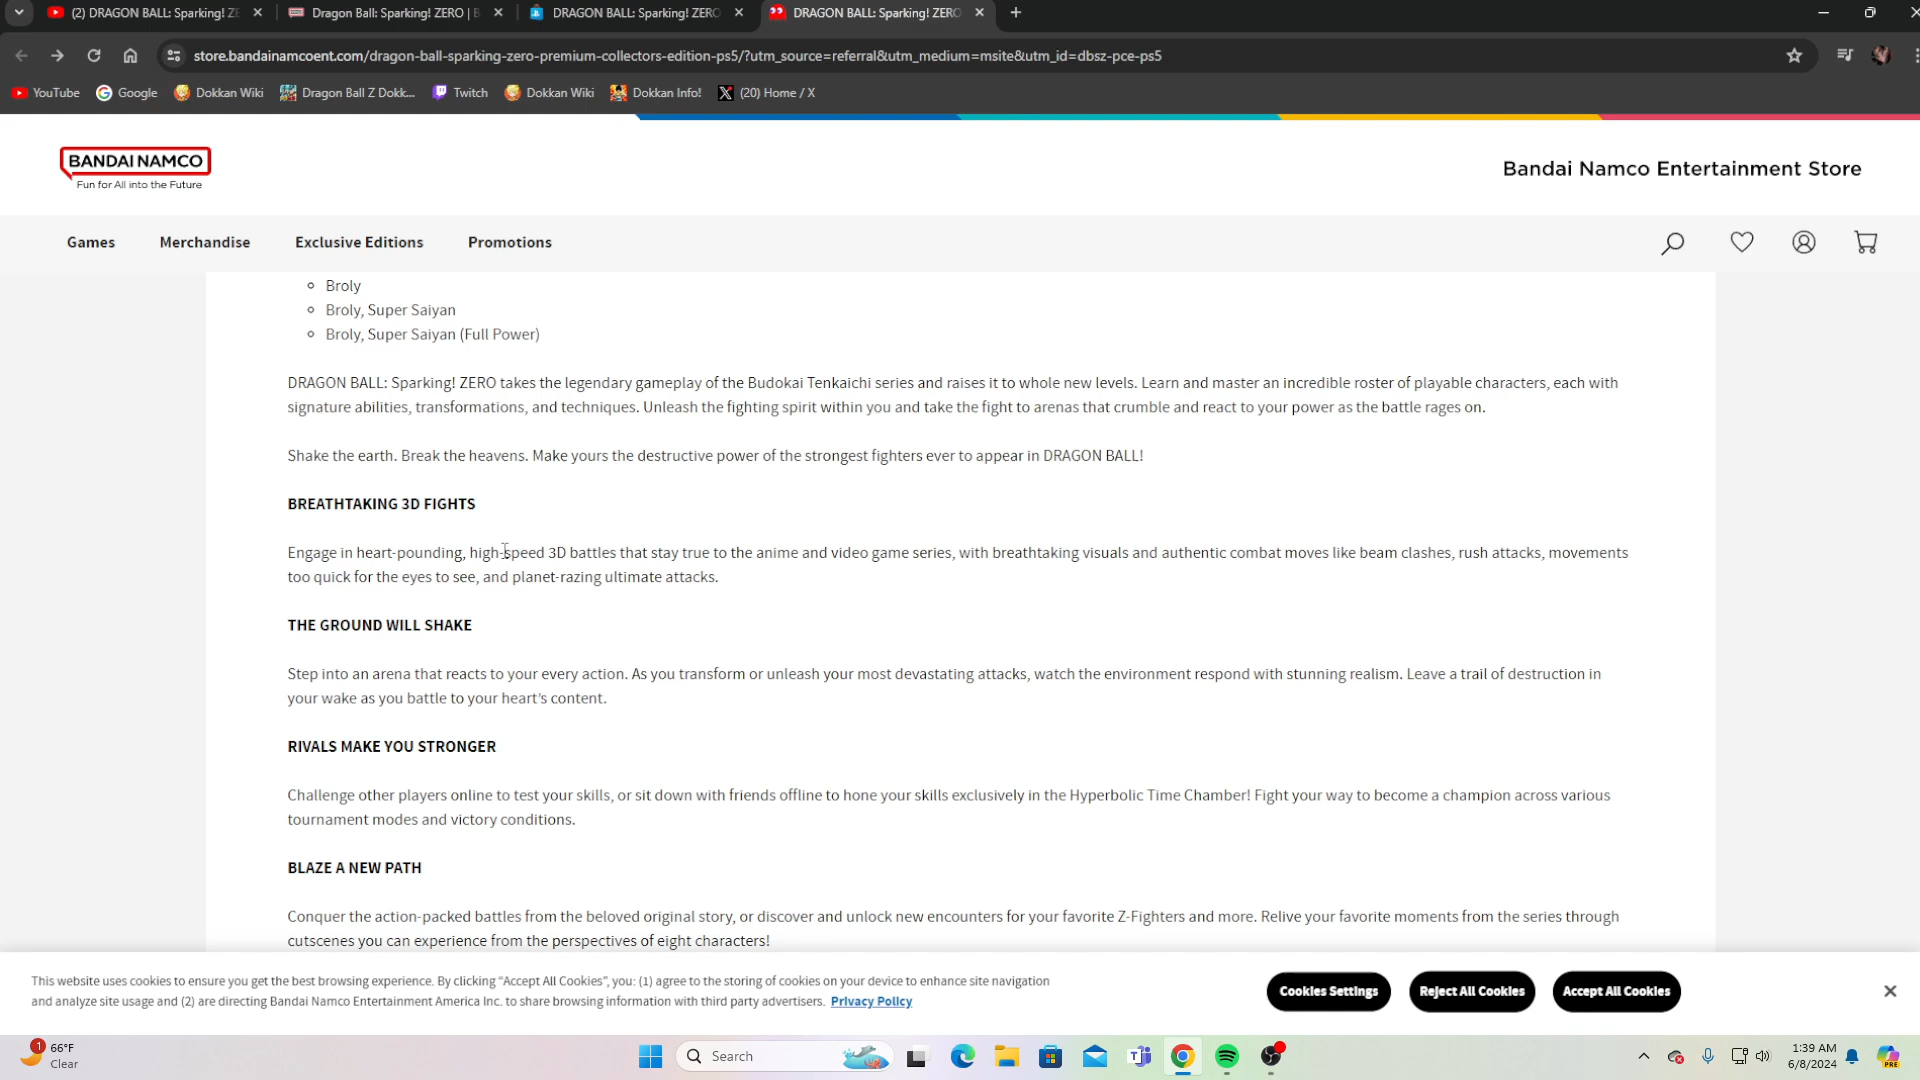 (2) DRAGON BALL: Sparking! ZE
Dragon Ball: Sparking! ZERO | B
DRAGON BALL: Sparking! ZERO
DRAGON BALL: Sparking! ZERO
store.bandainamcoent.com/dragon-ball-sparking-zero-premium-collectors-edition-ps5/?utm_source=referral&utm_medium=msite&utm_id=dbsz-pce-ps5
YouTube
Google
Dokkan Wiki
Dragon Ball Z Dokk...
Twitch
Dokkan Wiki
Dokkan Info!
(20) Home / X
BANDAI NAMCO
Fun for All into the Future
Bandai Namco Entertainment Store
Games
Merchandise
Exclusive Editions
Promotions
Broly
Broly, Super Saiyan
Broly, Super Saiyan (Full Power)
DRAGON BALL: Sparking! ZERO takes the legendary gameplay of the Budokai Tenkaichi series and raises it to whole new levels. Learn and master an incredible roster of playable characters, each with
signature abilities, transformations, and techniques. Unleash the fighting spirit within you and take the fight to arenas that crumble and react to your power as the battle rages on.
Shake the earth. Break the heavens. Make yours the destructive power of the strongest fighters ever to appear in DRAGON BALL!
BREATHTAKING 3D FIGHTS
Engage in heart-pounding, high-speed 3D battles that stay true to the anime and video game series, with breathtaking visuals and authentic combat moves like beam clashes, rush attacks, movements
too quick for the eyes to see, and planet-razing ultimate attacks.
THE GROUND WILL SHAKE
Step into an arena that reacts to your every action. As you transform or unleash your most devastating attacks, watch the environment respond with stunning realism. Leave a trail of destruction in
your wake as you battle to your heart's content.
RIVALS MAKE YOU STRONGER
Challenge other players online to test your skills, or sit down with friends offline to hone your skills exclusively in the Hyperbolic Time Chamber! Fight your way to become a champion across various
tournament modes and victory conditions.
BLAZE A NEW PATH
Conquer the action-packed battles from the beloved original story, or discover and unlock new encounters for your favorite Z-Fighters and more. Relive your favorite moments from the series through
cutscenes you can experience from the perspectives of eight characters!
This website uses cookies to ensure you get the best browsing experience. By clicking “Accept All Cookies”, you: (1) agree to the storing of cookies on your device to enhance site navigation
and analyze site usage and (2) are directing Bandai Namco Entertainment America Inc. to share browsing information with third party advertisers. Privacy Policy
Cookies Settings
Reject All Cookies
Accept All Cookies
1
66°F
Clear
Search
1:39 AM
6/8/2024
PRE